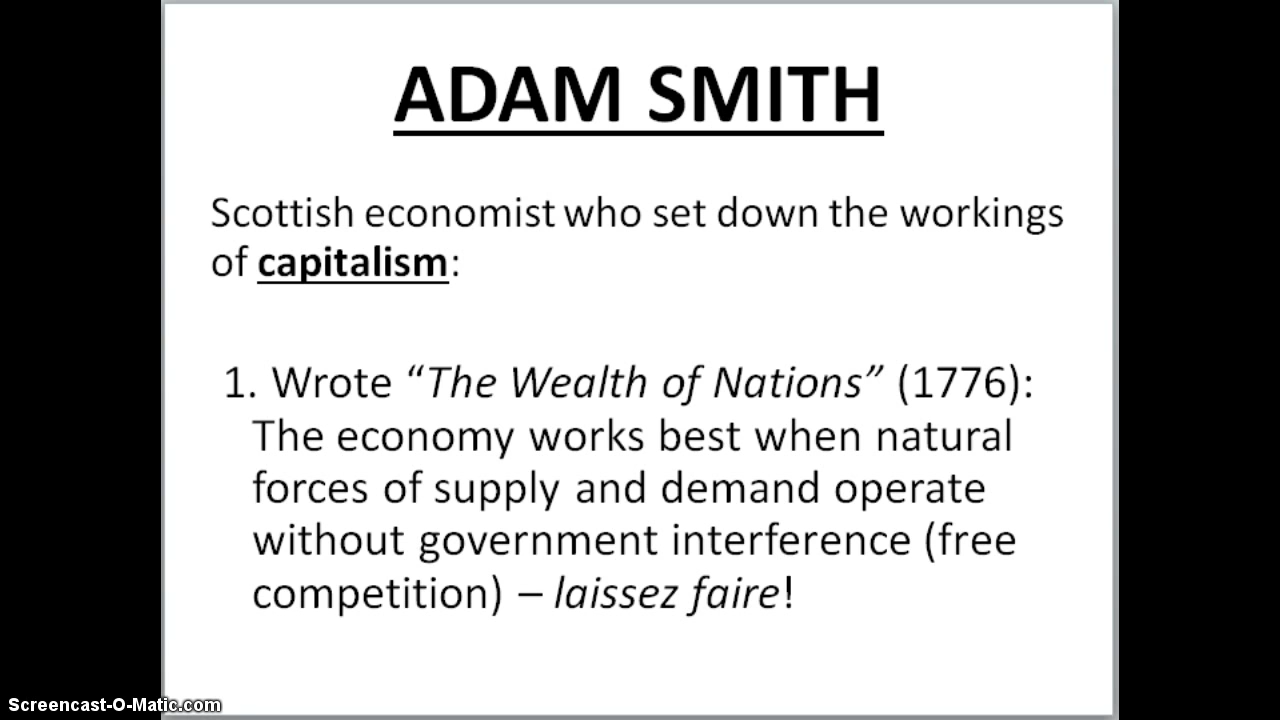 ADAM SMITH
Scottish economist who set down the workings
of capitalism:
1. Wrote “The Wealth of Nations” (1776):
The economy works best when natural
forces of supply and demand operate
without government interference (free
competition) – laissez faire!
Screencast-O-Matic.com